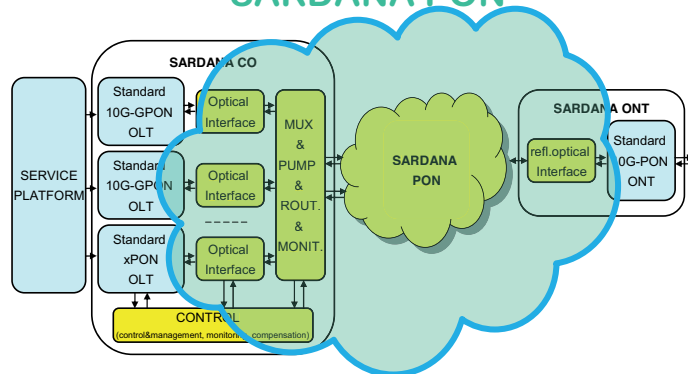 SARDANA PON
SARDANA CO
SERVICE
PLATFORM
Standard
10G-GPON
OLT
Optical
Interface
Standard
10G-GPON
OLT
Optical
Interface
Standard
xPON
OLT
Optical
Interface
MUX
&
PUMP
&
ROUT.
&
MONIT.
CONTROL
(control&management, monitoring, compensation)
SARDANA
PON
SARDANA ONT
refl.optical
Interface
Standard
10G-PON
ONT